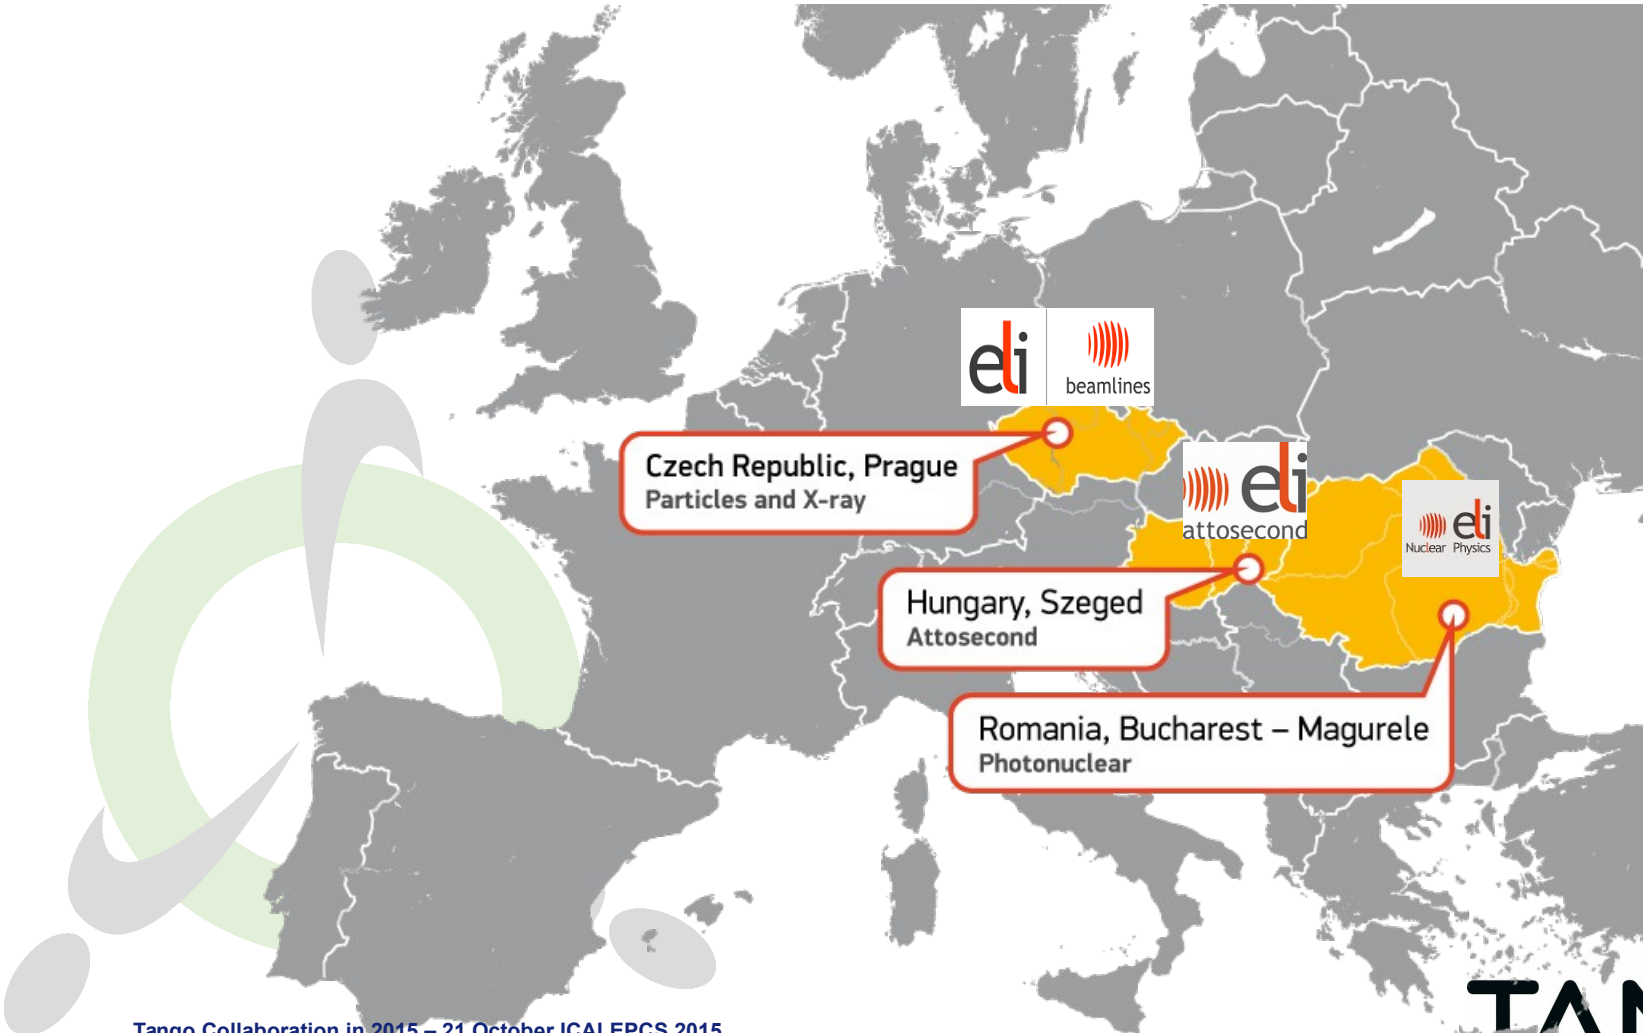 eli
beamlines
Czech Republic, Prague
Particles and X-ray
eli
attosecond
eli
Nuclear Physics
Hungary, Szeged
Attosecond
Romania, Bucharest – Magurele
Photonuclear
Tango Collaboration in 2015 – 21 October ICALEPCS 2015